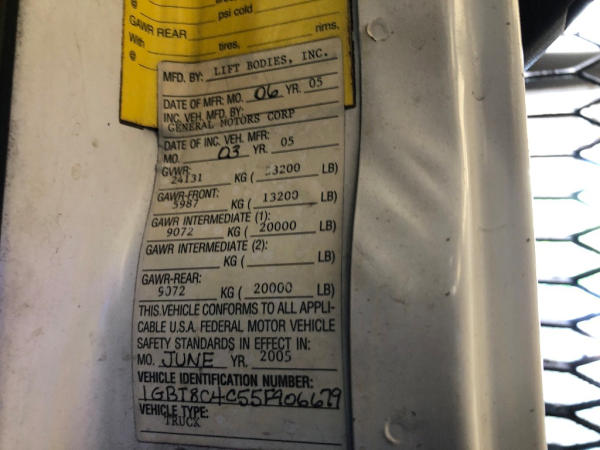 @
psi cold
GAWR REAR
With tires, rims,
@
MFD. BY: LIFT BODIES, INC.
DATE OF MFR: MO. 06 YR. 05
INC. VEH. MFD. BY:
GENERAL MOTORS CORP
DATE OF INC. VEH. MFR:
MO. 03 YR. 05
GVWR:
24131 KG ( 53200 LB)
GAWR-FRONT:
5987 KG ( 13200 LB)
GAWR INTERMEDIATE (1):
9072 KG ( 20000 LB)
GAWR INTERMEDIATE (2):
KG ( LB)
GAWR-REAR:
9072 KG ( 20000 LB)
THIS VEHICLE CONFORMS TO ALL APPLI-
CABLE U.S.A. FEDERAL MOTOR VEHICLE
SAFETY STANDARDS IN EFFECT IN:
MO. JUNE YR. 2005
VEHICLE IDENTIFICATION NUMBER:
1GBT8C4C55F906679
VEHICLE TYPE:
TRUCK